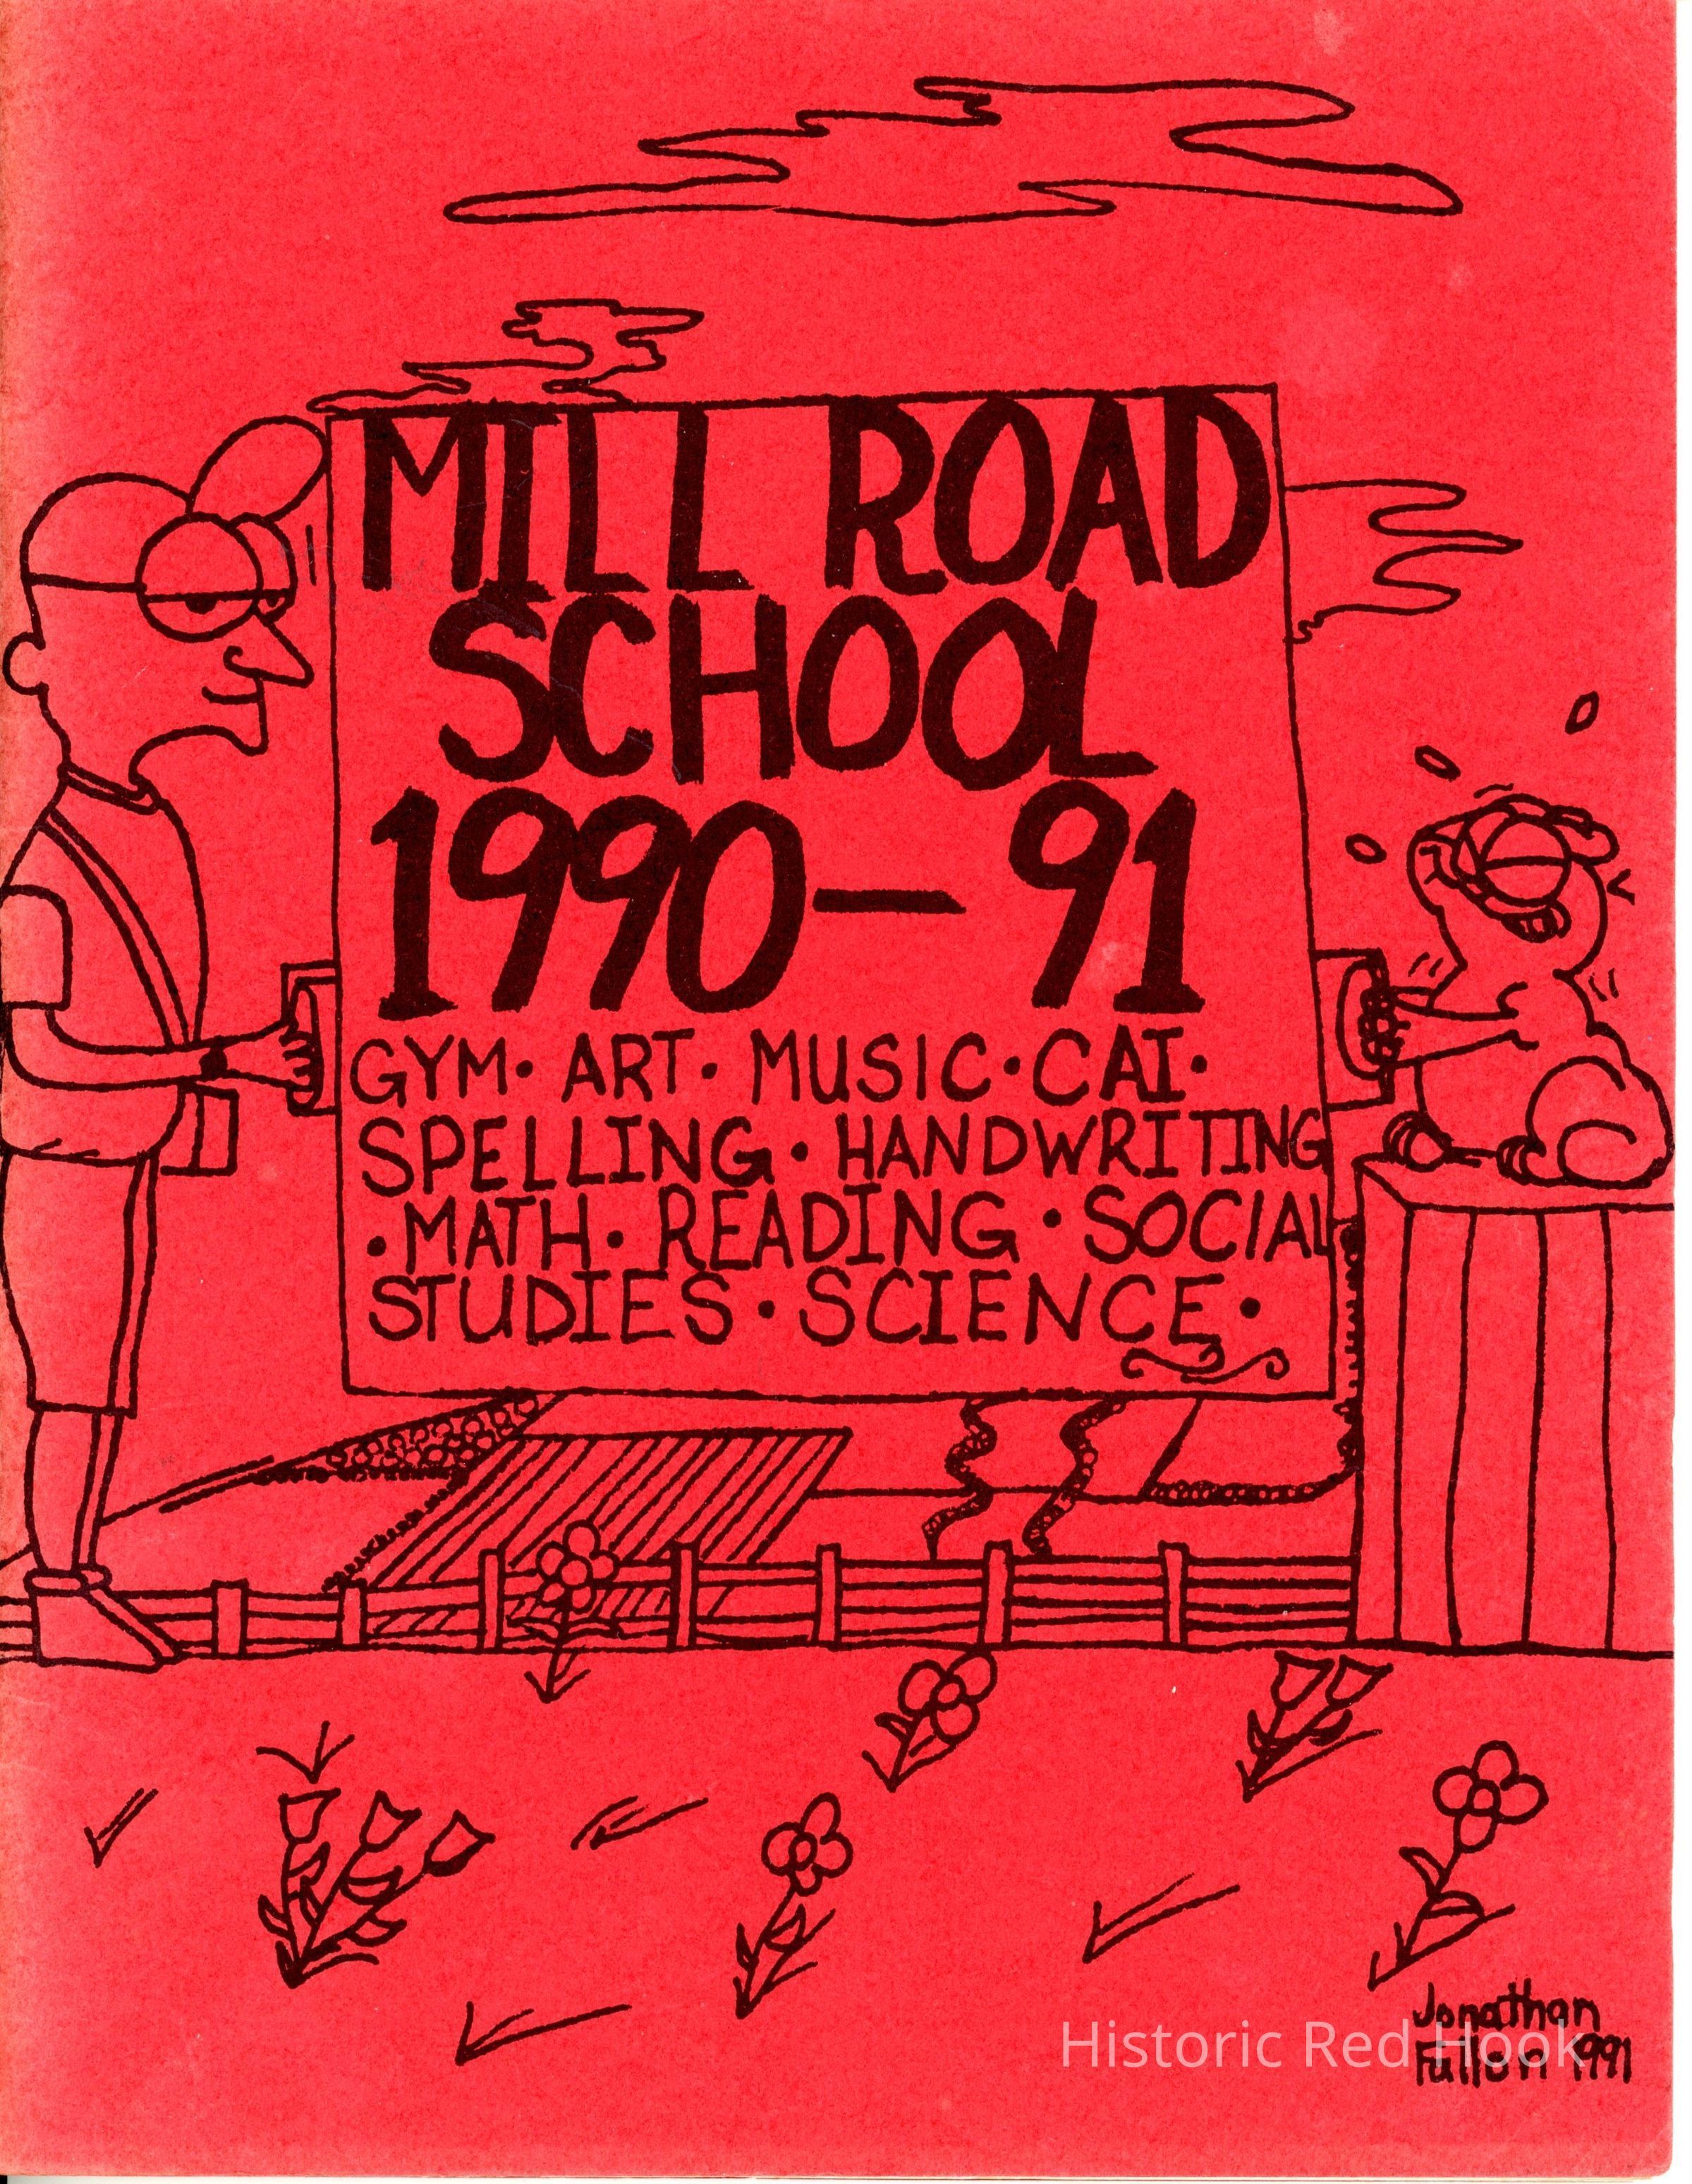 MILL ROAD
SCHOOL
1990-91
GYM • ART • MUSIC • CAI •
SPELLING • HANDWRITING
• MATH • READING • SOCIAL
STUDIES • SCIENCE •
Jonathan
Historic Red Hook
1991